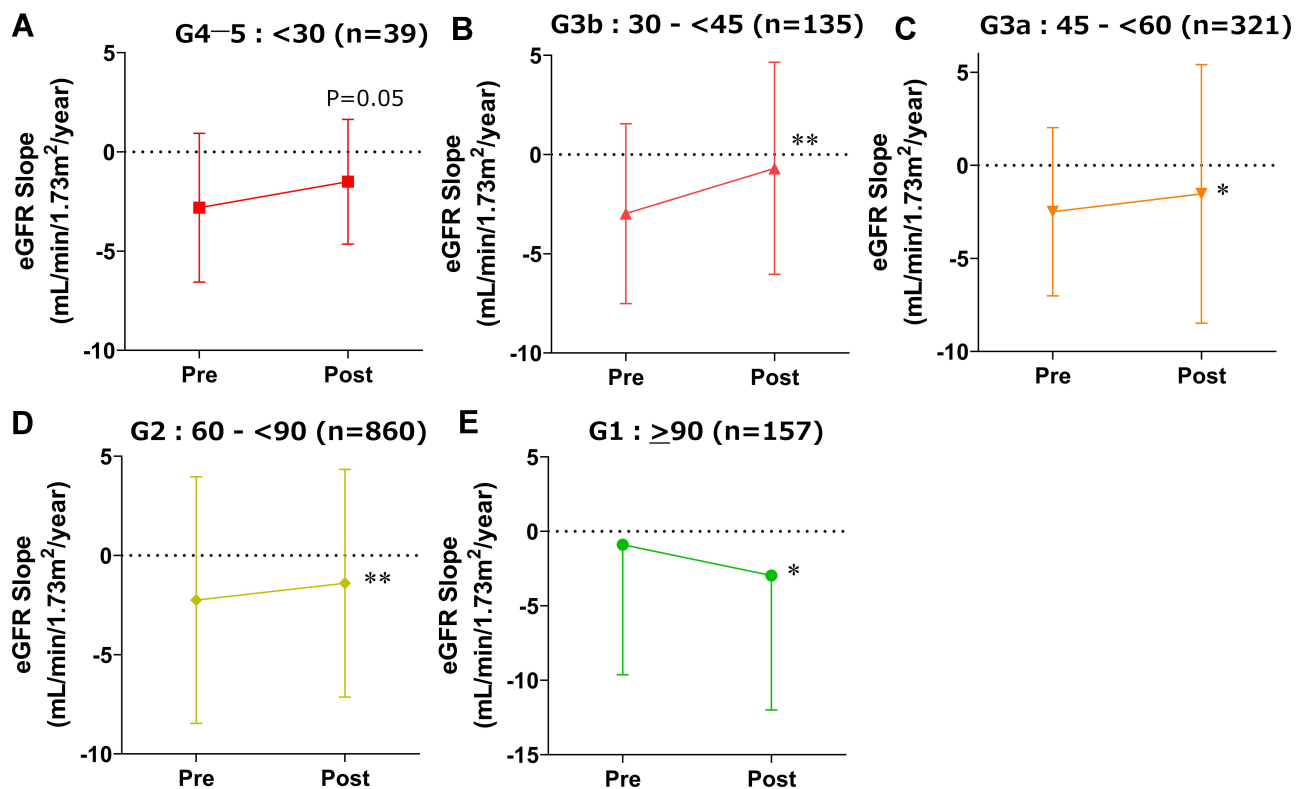 A
G4—5 : <30 (n=39)
5
0
-5
-10
eGFR Slope
(mL/min/1.73m²/year)
P=0.05
Pre
Post
B
G3b : 30 - <45 (n=135)
5
0
-5
-10
eGFR Slope
(mL/min/1.73m²/year)
**
Pre
Post
C
G3a : 45 - <60 (n=321)
5
0
-5
-10
eGFR Slope
(mL/min/1.73m²/year)
*
Pre
Post
D
G2 : 60 - <90 (n=860)
5
0
-5
-10
eGFR Slope
(mL/min/1.73m²/year)
**
Pre
Post
E
G1 : >90 (n=157)
5
0
-5
-10
-15
eGFR Slope
(mL/min/1.73m²/year)
*
Pre
Post